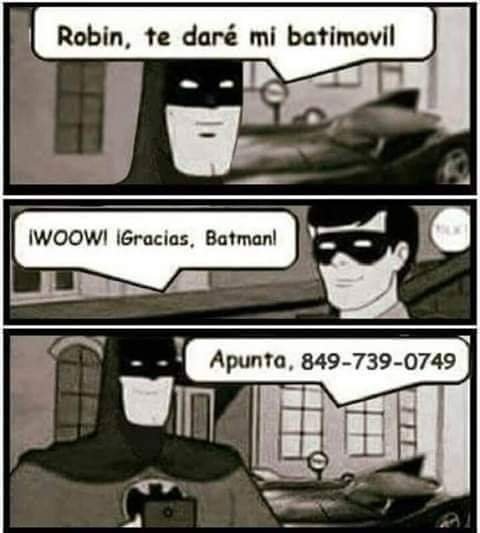 Robin, te daré mi batimovil
¡WOOW! ¡Gracias, Batman!
Apunta, 849-739-0749